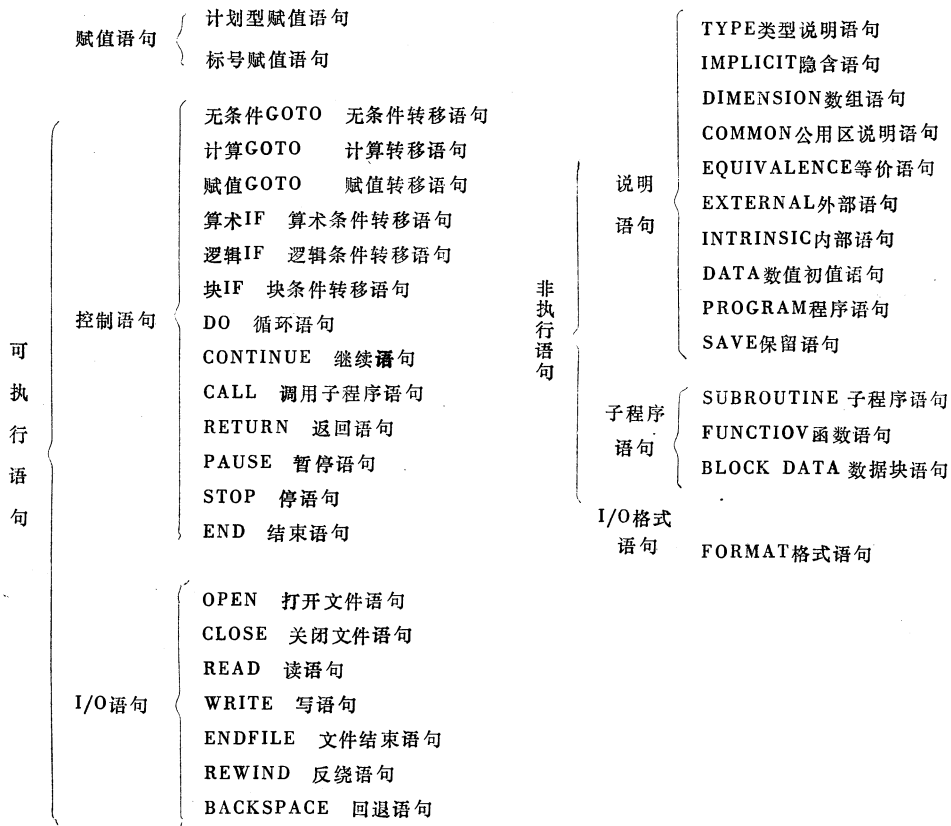 赋值语句
计划型赋值语句
标号赋值语句
可执行语句
控制语句
无条件GOTO 无条件转移语句
计算GOTO 计算转移语句
赋值GOTO 赋值转移语句
算术IF 算术条件转移语句
逻辑IF 逻辑条件转移语句
块IF 块条件转移语句
DO 循环语句
CONTINUE 继续语句
CALL 调用子程序语句
RETURN 返回语句
PAUSE 暂停语句
STOP 停语句
END 结束语句
I/O语句
OPEN 打开文件语句
CLOSE 关闭文件语句
READ 读语句
WRITE 写语句
ENDFILE 文件结束语句
REWIND 反绕语句
BACKSPACE 回退语句
非执行语句
说明
语句
TYPE类型说明语句
IMPLICIT隐含语句
DIMENSION数组语句
COMMON公用区说明语句
EQUIVALENCE等价语句
EXTERNAL外部语句
INTRINSIC内部语句
DATA数值初值语句
PROGRAM程序语句
SAVE保留语句
子程序
语句
SUBROUTINE 子程序语句
FUNCTIOV函数语句
BLOCK DATA 数据块语句
I/O格式
语句
FORMAT格式语句